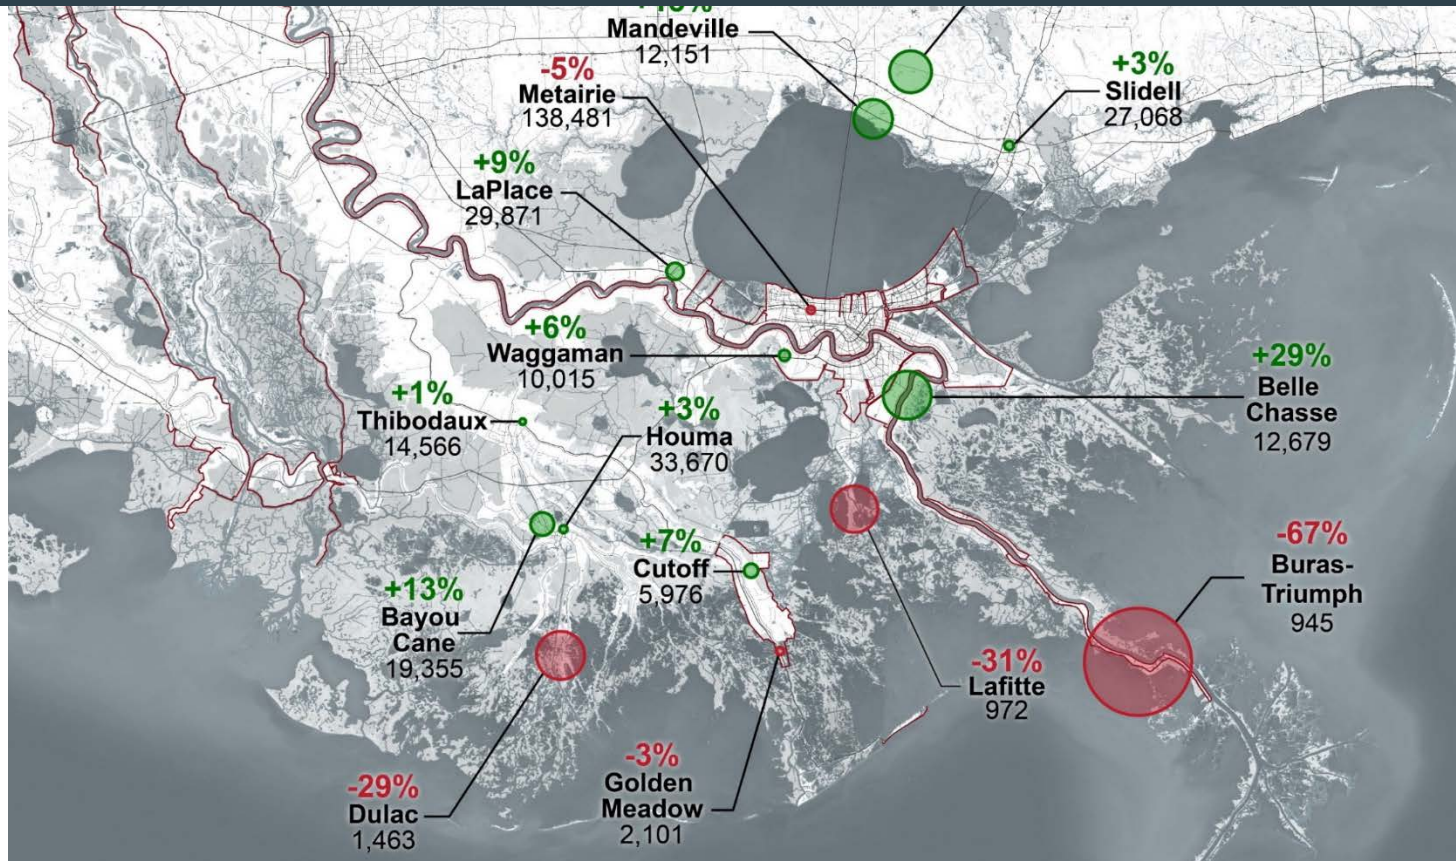 Mandeville
12,151
-5%
Metairie
138,481
+3%
Slidell
27,068
+9%
LaPlace
29,871
+6%
Waggaman
10,015
+29%
Belle
Chasse
12,679
+1%
Thibodaux
14,566
+3%
Houma
33,670
+7%
Cutoff
5,976
-67%
Buras-
Triumph
945
+13%
Bayou
Cane
19,355
-31%
Lafitte
972
-3%
Golden
Meadow
2,101
-29%
Dulac
1,463